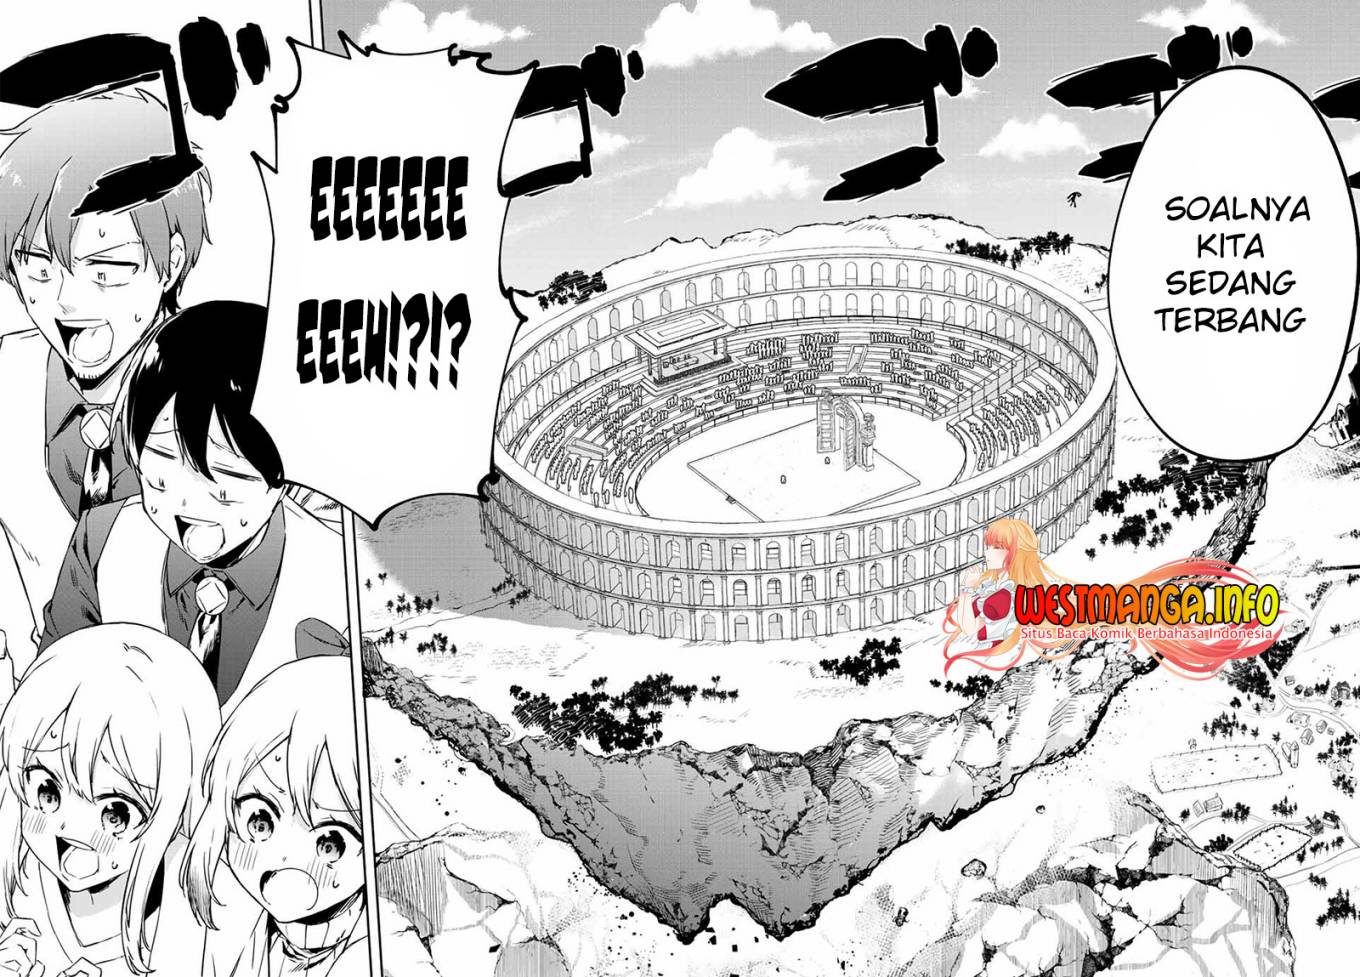 SOALNYA
KITA
SEDANG
TERBANG
EEEEEEE
EEEH!?!?
WESTMANGA.INFO
Situs Baca Komik Berbahasa Indonesia